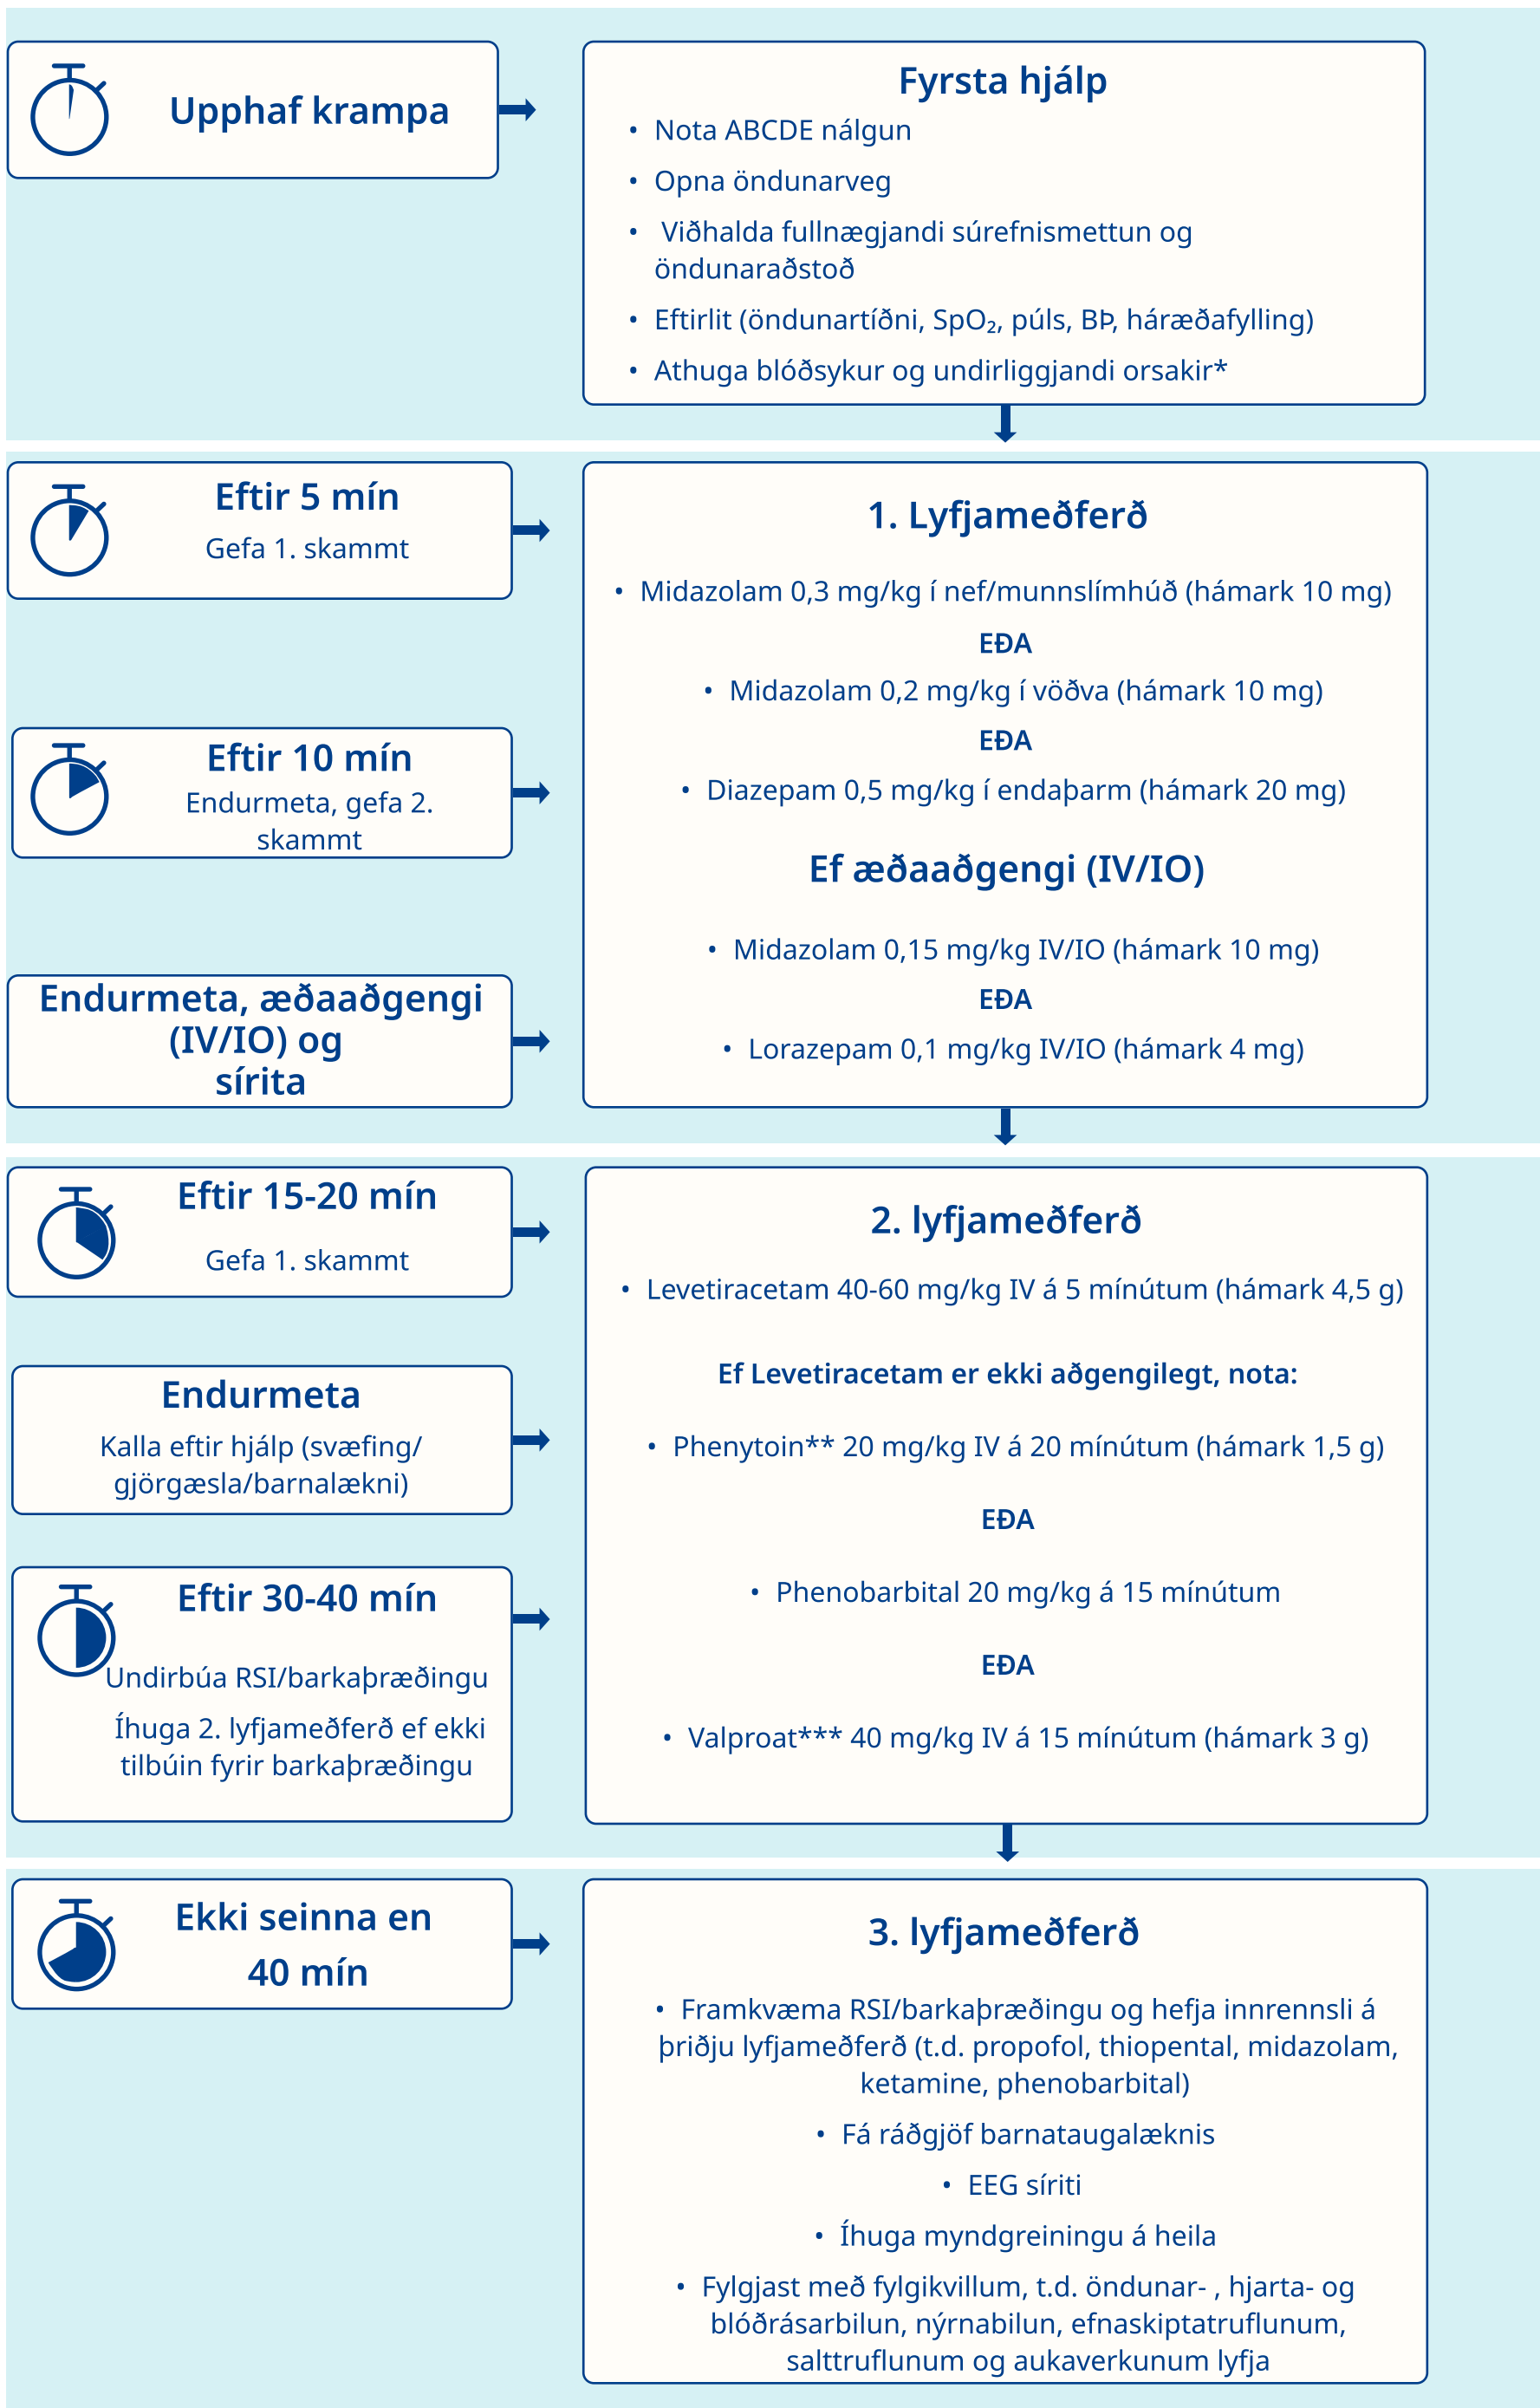 Upphaf krampa
Fyrsta hjálp
• Nota ABCDE nálgun
• Opna öndunarveg
• Viðhalda fullnægjandi súrefnismettun og
öndunaraðstoð
• Eftirlit (öndunartíðni, SpO₂, púls, BÞ, háræðafylling)
• Athuga blóðsykur og undirliggjandi orsakir*
Eftir 5 mín
Gefa 1. skammt
Eftir 10 mín
Endurmeta, gefa 2.
skammt
Endurmeta, æðaaðgengi
(IV/IO) og
sírita
1. Lyfjameðferð
• Midazolam 0,3 mg/kg í nef/munnslímhúð (hámark 10 mg)
EÐA
• Midazolam 0,2 mg/kg í vöðva (hámark 10 mg)
EÐA
• Diazepam 0,5 mg/kg í endaþarm (hámark 20 mg)
Ef æðaaðgengi (IV/IO)
• Midazolam 0,15 mg/kg IV/IO (hámark 10 mg)
EÐA
• Lorazepam 0,1 mg/kg IV/IO (hámark 4 mg)
Eftir 15-20 mín
Gefa 1. skammt
Endurmeta
Kalla eftir hjálp (svæfing/
gjörgæsla/barnalækni)
Eftir 30-40 mín
Undirbúa RSI/barkaþræðingu
Íhuga 2. lyfjameðferð ef ekki
tilbúin fyrir barkaþræðingu
2. lyfjameðferð
• Levetiracetam 40-60 mg/kg IV á 5 mínútum (hámark 4,5 g)
Ef Levetiracetam er ekki aðgengilegt, nota:
• Phenytoin** 20 mg/kg IV á 20 mínútum (hámark 1,5 g)
EÐA
• Phenobarbital 20 mg/kg á 15 mínútum
EÐA
• Valproat*** 40 mg/kg IV á 15 mínútum (hámark 3 g)
Ekki seinna en
40 mín
3. lyfjameðferð
• Framkvæma RSI/barkaþræðingu og hefja innrennsli á
þriðju lyfjameðferð (t.d. propofol, thiopental, midazolam,
ketamine, phenobarbital)
• Fá ráðgjöf barnataugalæknis
• EEG síriti
• Íhuga myndgreiningu á heila
• Fylgjast með fylgikvillum, t.d. öndunar- , hjarta- og
blóðrásarbilun, nýrnabilun, efnaskiptatruflunum,
salttruflunum og aukaverkunum lyfja